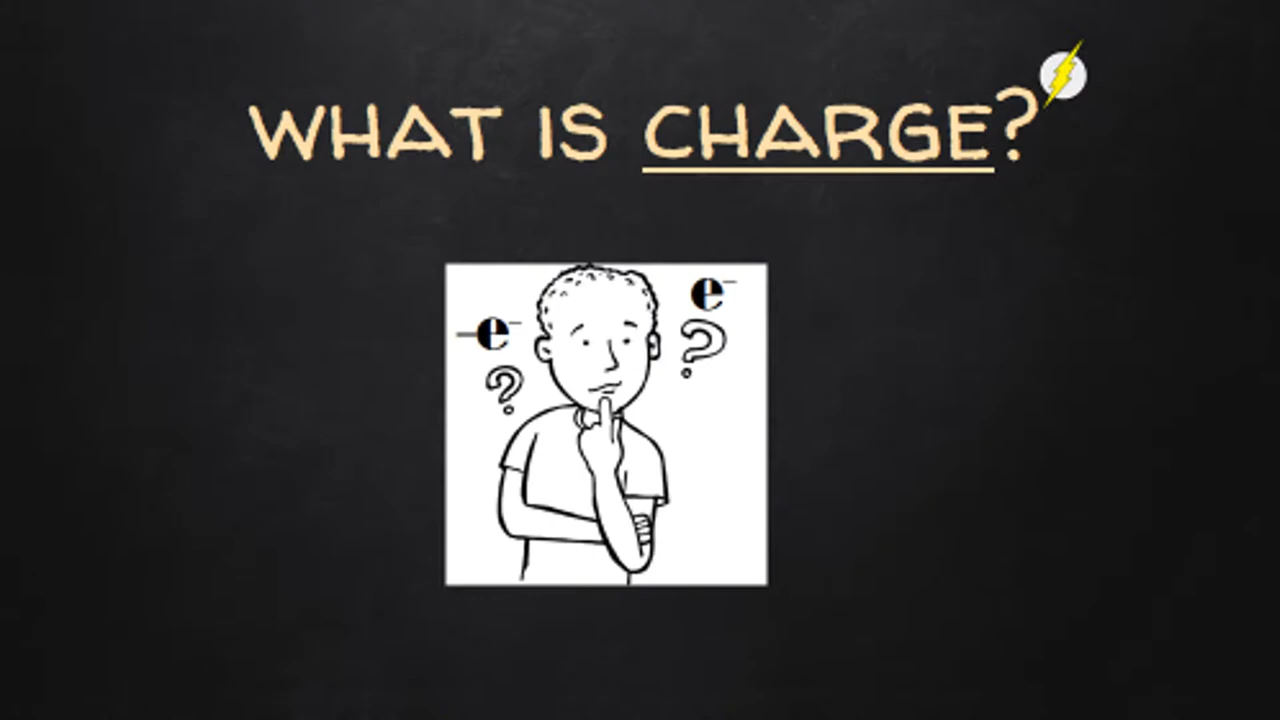 WHAT IS CHARGE?
e⁻
–e⁻
?
?